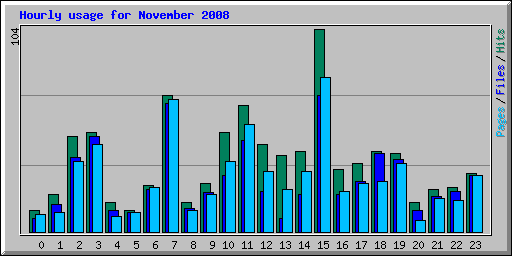 Hourly usage for November 2008
104
Pages / Files / Hits
0 1 2 3 4 5 6 7 8 9 10 11 12 13 14 15 16 17 18 19 20 21 22 23